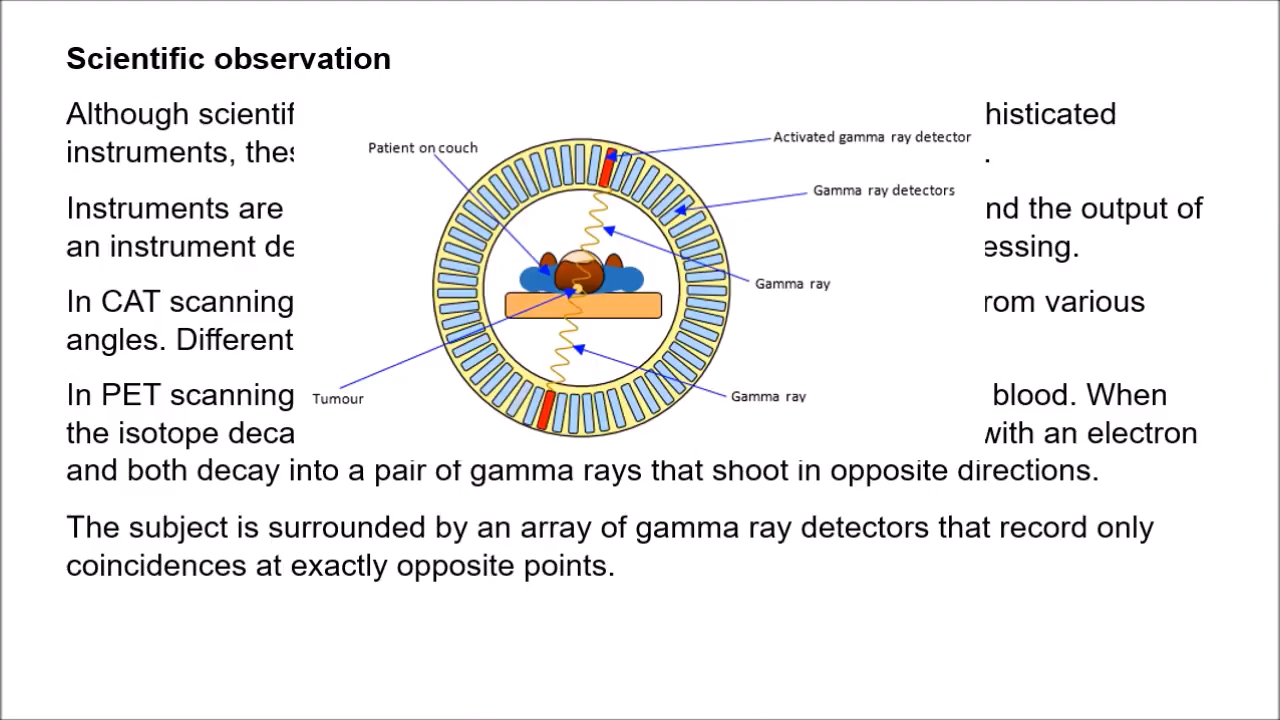 Scientific observation
Although scientif
histicated
instruments, thes
.
Instruments are
nd the output of
an instrument de
essing.
In CAT scanning
rom various
angles. Different
In PET scanning
blood. When
the isotope deca
with an electron
and both decay into a pair of gamma rays that shoot in opposite directions.
The subject is surrounded by an array of gamma ray detectors that record only
coincidences at exactly opposite points.
Patient on couch
Activated gamma ray detector
Gamma ray detectors
Gamma ray
Tumour
Gamma ray